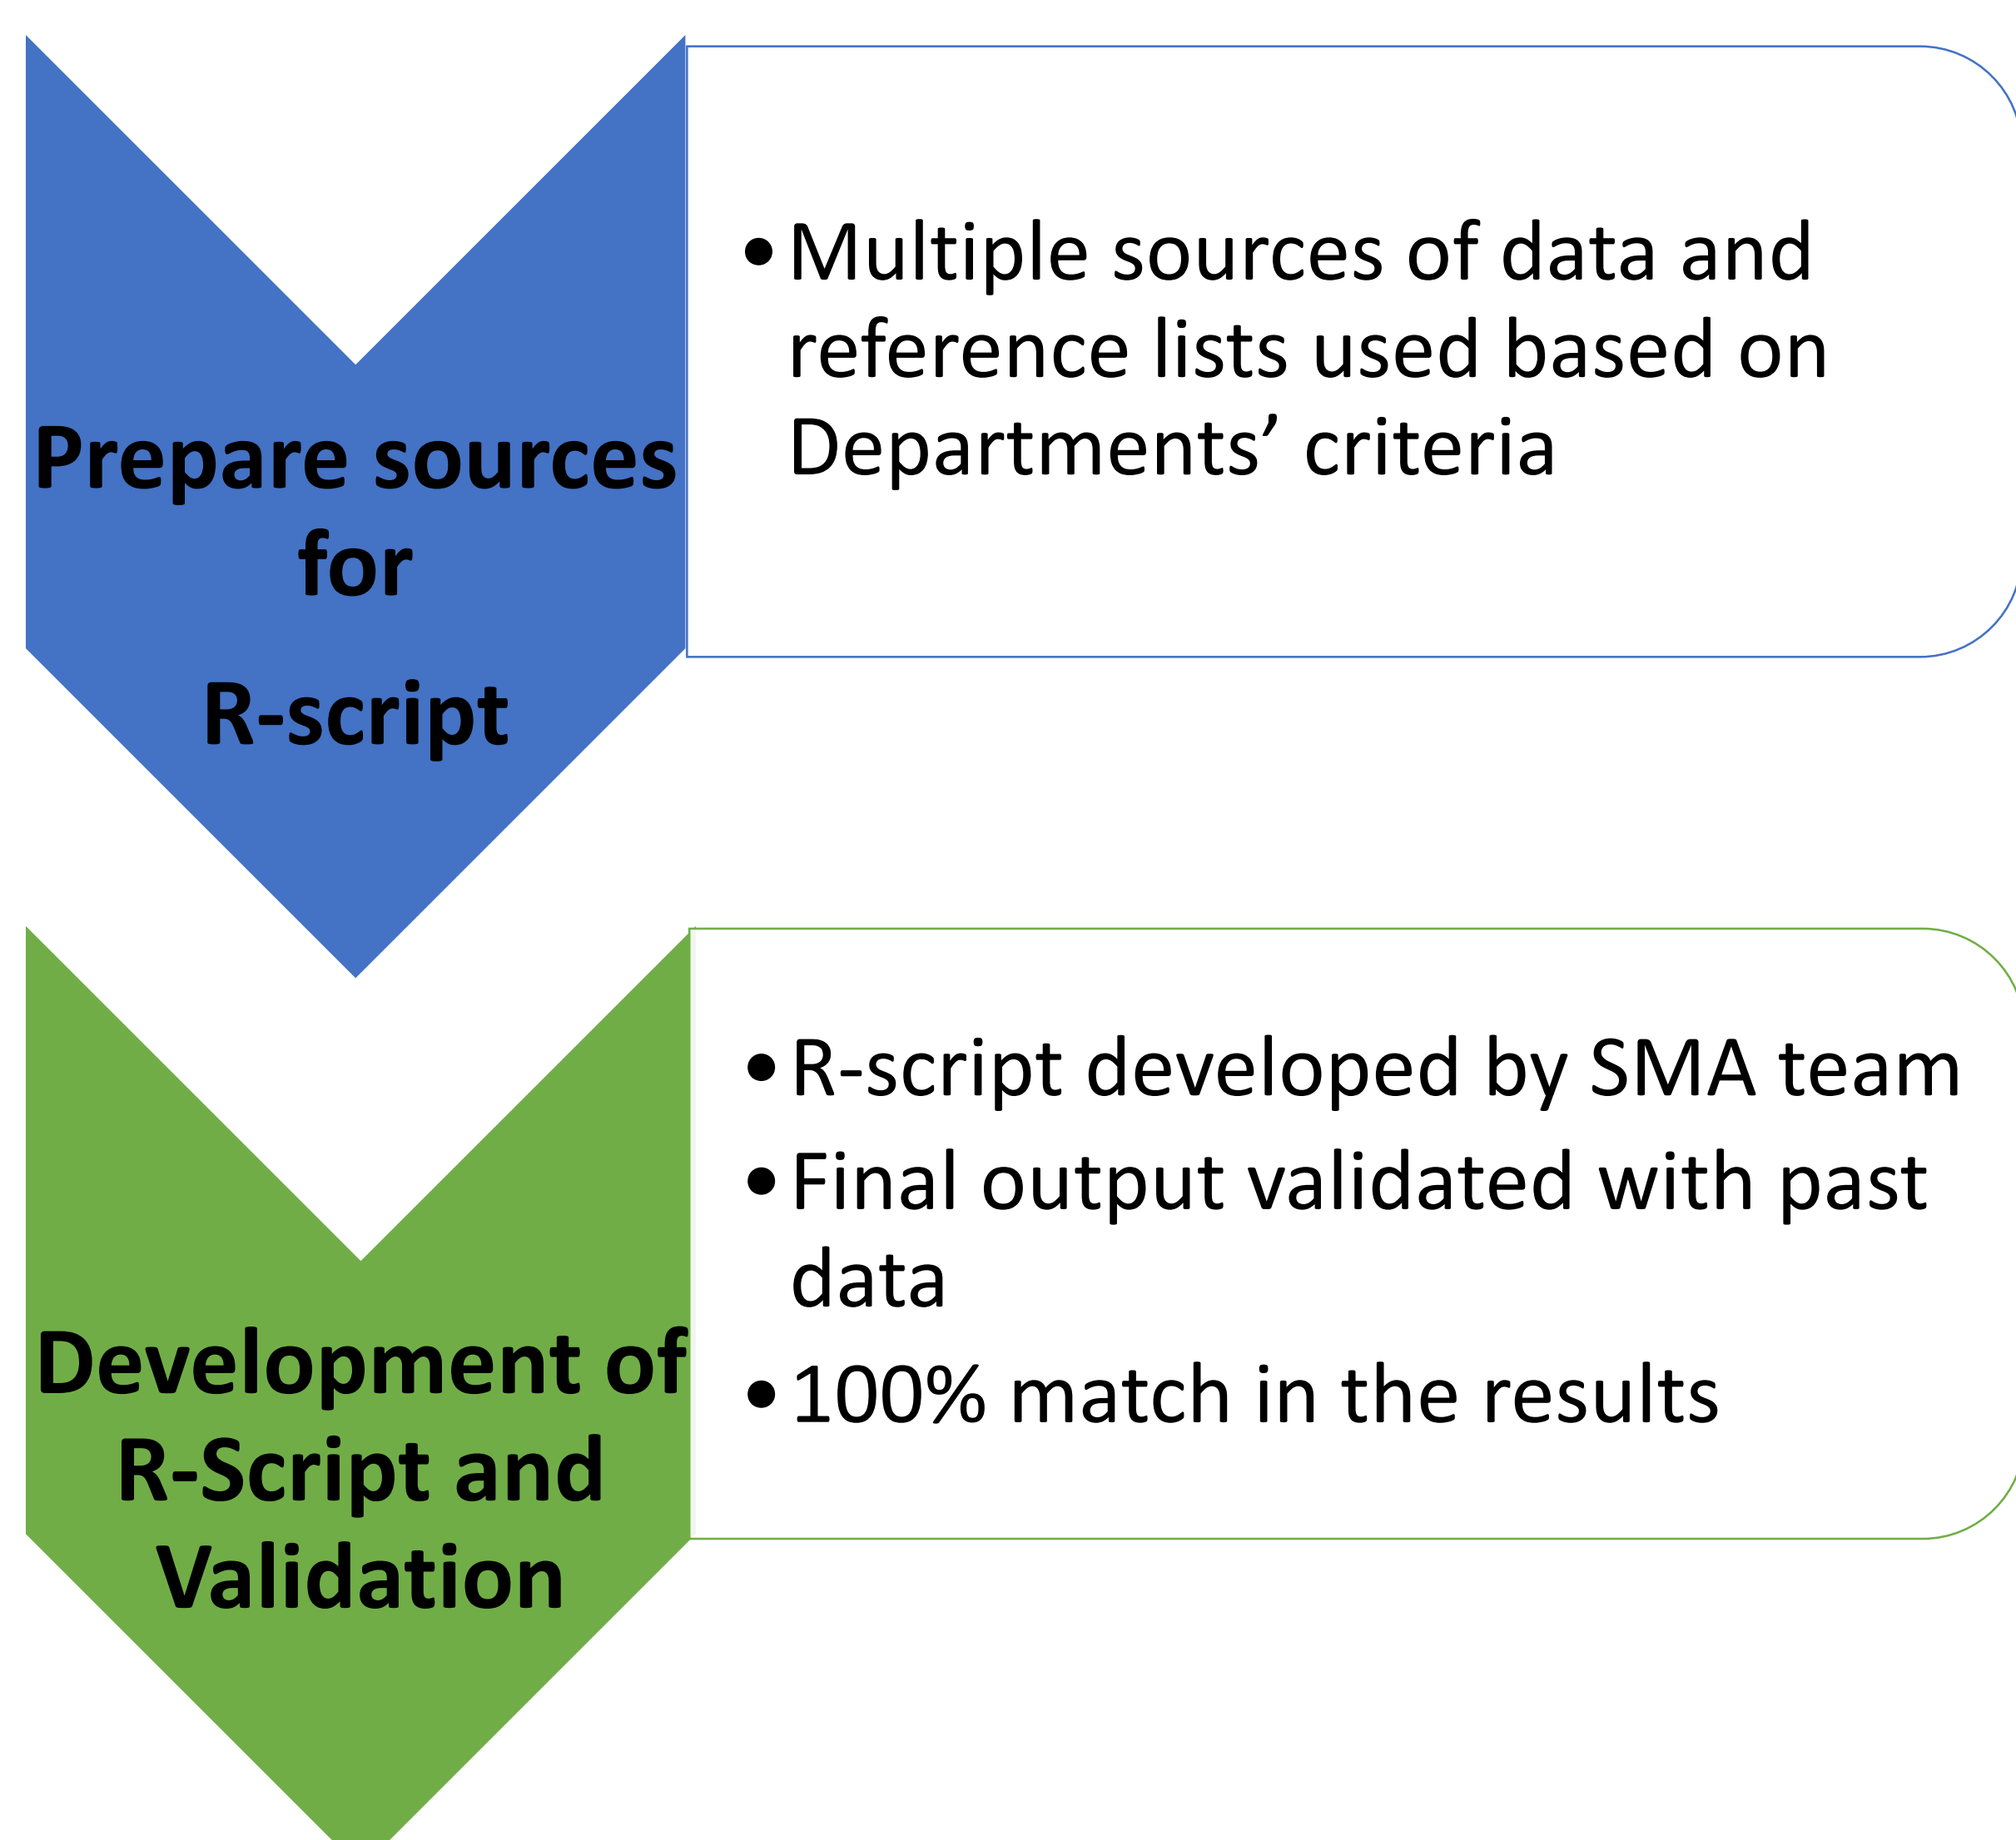 Prepare sources
for
R-script
•Multiple sources of data and
reference lists used based on
Departments’ criteria
Development of
R-Script and
Validation
•R-script developed by SMA team
•Final output validated with past
data
•100% match in the results